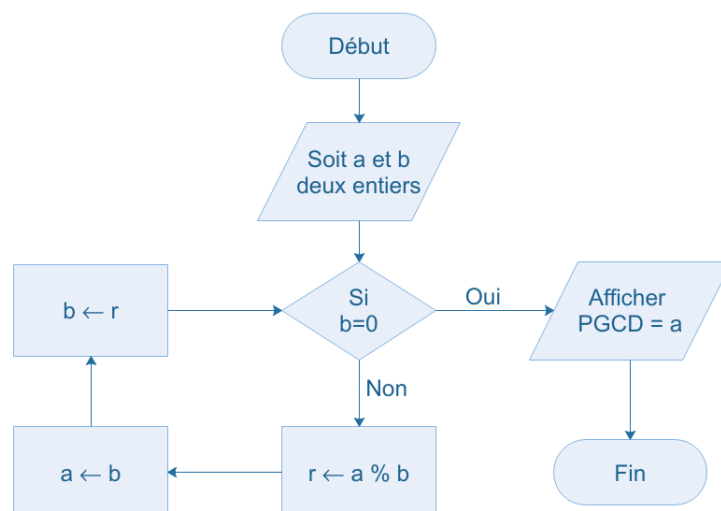 Début
Soit a et b
deux entiers
Si
b=0
Oui
Afficher
PGCD = a
Non
r ← a % b
a ← b
b ← r
Fin